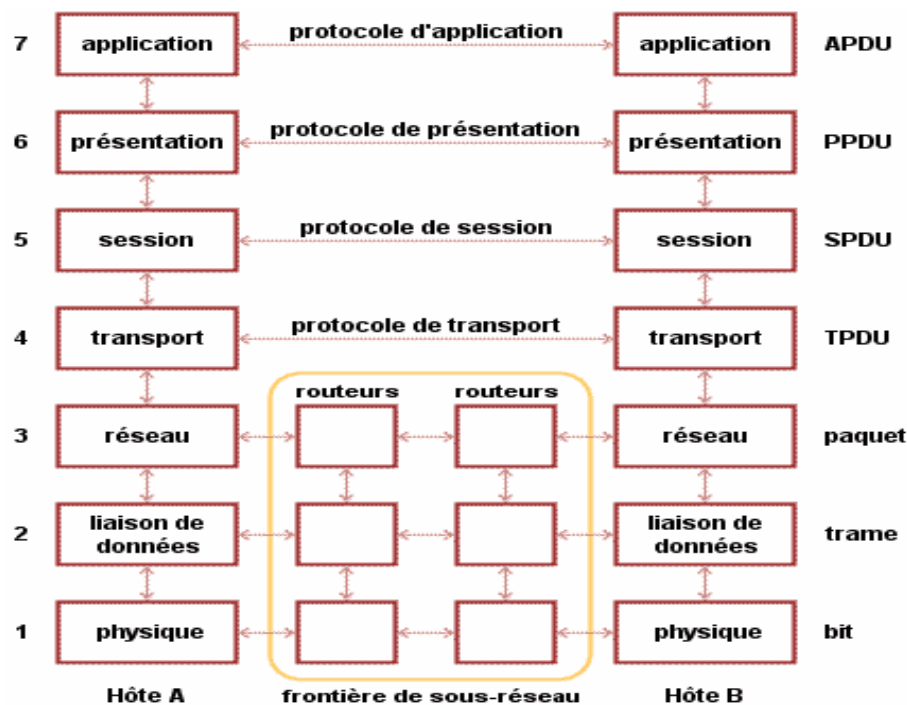 7 application protocole d'application application APDU
6 présentation protocole de présentation présentation PPDU
5 session protocole de session session SPDU
4 transport protocole de transport transport TPDU
routeurs routeurs
3 réseau réseau paquet
2 liaison de données liaison de données trame
1 physique physique bit
Hôte A frontière de sous-réseau Hôte B